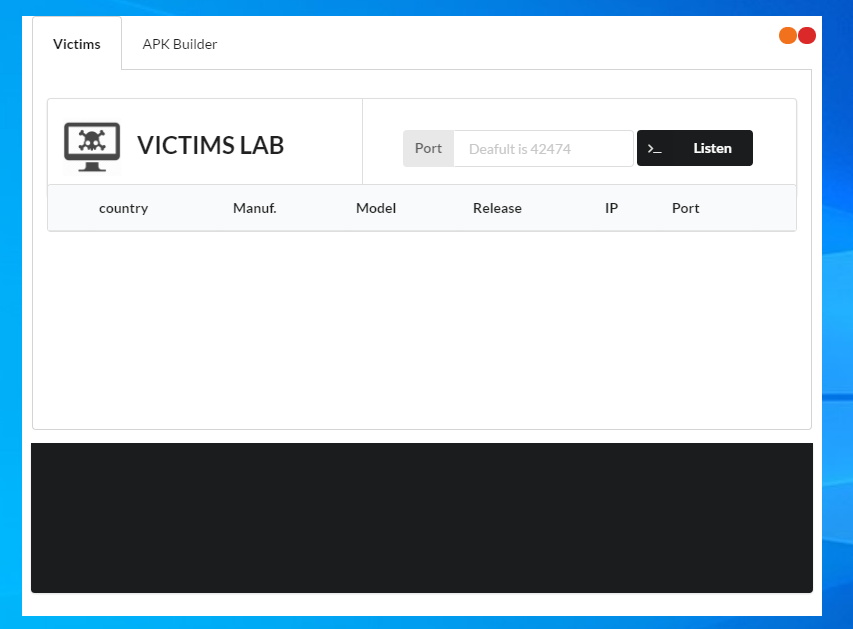 Victims
APK Builder
VICTIMS LAB
Port
Deafult is 42474
>_ Listen
country Manuf. Model Release IP Port